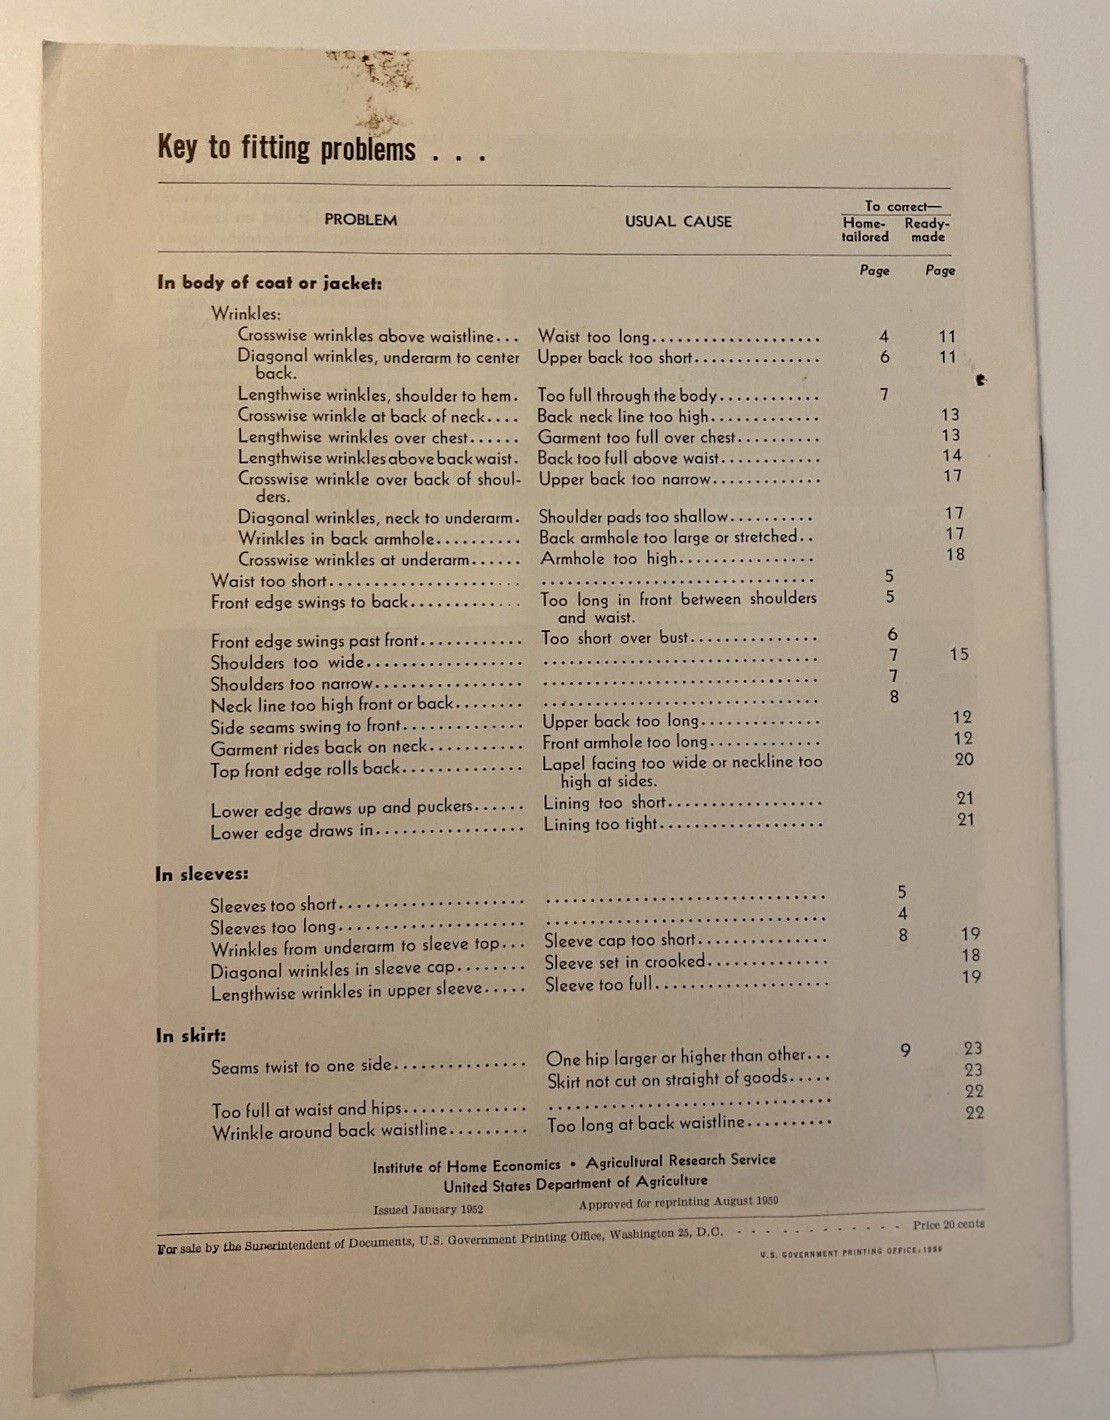 Key to fitting problems . . .
To correct—
PROBLEM USUAL CAUSE Home-tailored Ready-made
Page Page
In body of coat or jacket:
Wrinkles:
Crosswise wrinkles above waistline... Waist too long.................... 4 11
Diagonal wrinkles, underarm to center Upper back too short............... 6 11
back.
Lengthwise wrinkles, shoulder to hem. Too full through the body............ 7
Crosswise wrinkle at back of neck.... Back neck line too high............. 13
Lengthwise wrinkles over chest...... Garment too full over chest.......... 13
Lengthwise wrinkles above back waist. Back too full above waist............ 14
Crosswise wrinkle over back of shoul- Upper back too narrow............. 17
ders.
Diagonal wrinkles, neck to underarm. Shoulder pads too shallow.......... 17
Wrinkles in back armhole.......... Back armhole too large or stretched.. 17
Crosswise wrinkles at underarm...... Armhole too high................ 18
Waist too short...................... ................................ 5
Front edge swings to back............. Too long in front between shoulders 5
and waist.
Front edge swings past front............ Too short over bust............... 6
Shoulders too wide.................. ................................ 7 15
Shoulders too narrow................. ................................ 7
Neck line too high front or back........ ................................ 8
Side seams swing to front.............. Upper back too long............. 12
Garment rides back on neck........... Front armhole too long............ 12
Top front edge rolls back.............. Lapel facing too wide or neckline too 20
high at sides.
Lower edge draws up and puckers...... Lining too short.................. 21
Lower edge draws in................. Lining too tight................... 21
In sleeves:
Sleeves too short..................... ................................ 5
Sleeves too long..................... ................................ 4
Wrinkles from underarm to sleeve top... Sleeve cap too short............... 8 19
Diagonal wrinkles in sleeve cap........ Sleeve set in crooked.............. 18
Lengthwise wrinkles in upper sleeve..... Sleeve too full.................... 19
In skirt:
Seams twist to one side............... One hip larger or higher than other... 9 23
Skirt not cut on straight of goods..... 23
Too full at waist and hips.............. ................................ 22
Wrinkle around back waistline......... Too long at back waistline.......... 22
Institute of Home Economics • Agricultural Research Service
United States Department of Agriculture
Issued January 1952 Approved for reprinting August 1959
For sale by the Superintendent of Documents, U.S. Government Printing Office, Washington 25, D.C. - - - - - - - - - - - - Price 20 cents
U.S. GOVERNMENT PRINTING OFFICE: